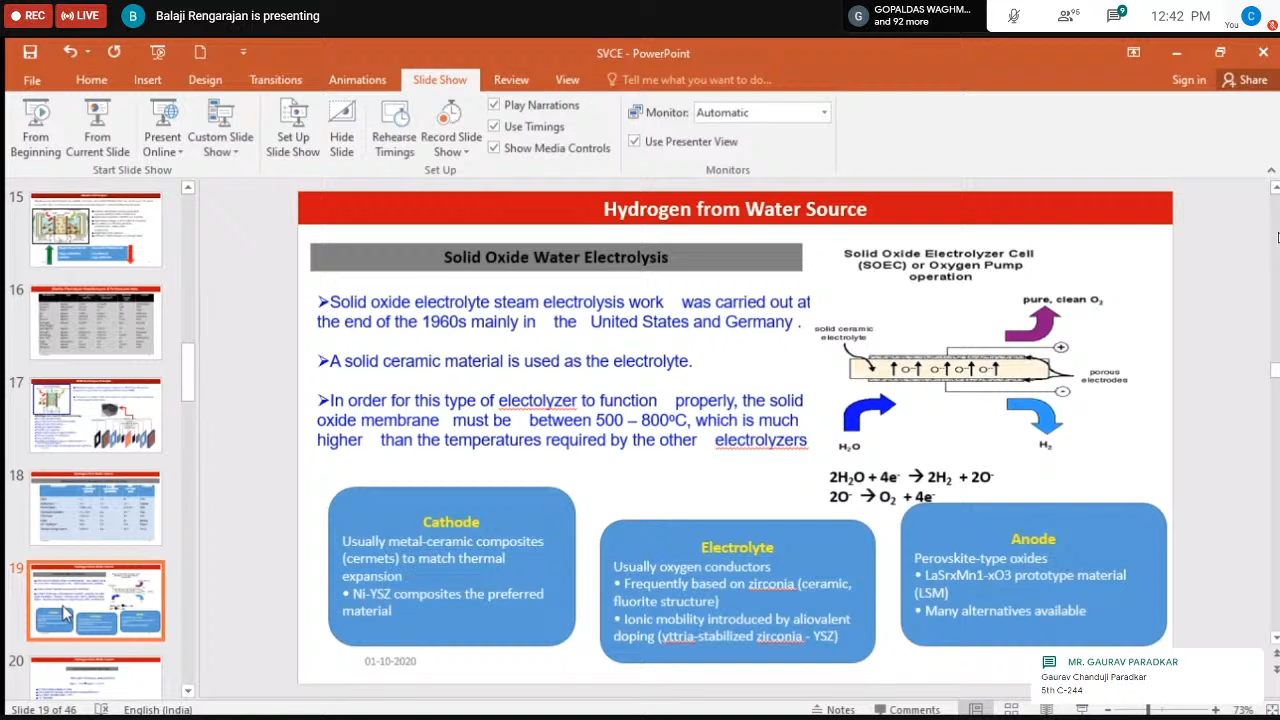 REC
LIVE
B
Balaji Rengarajan is presenting
G
GOPALDAS WAGHM...
and 92 more
95
9
12:42 PM
You
C
SVCE - PowerPoint
File
Home
Insert
Design
Transitions
Animations
Slide Show
Review
View
Tell me what you want to do...
Sign in
Share
From Beginning
From Current Slide
Present Online
Custom Slide Show
Start Slide Show
Set Up Slide Show
Hide Slide
Rehearse Timings
Record Slide Show
Play Narrations
Use Timings
Show Media Controls
Set Up
Monitor:
Automatic
Use Presenter View
Monitors
15
16
17
18
19
20
Hydrogen from Water Source
Solid Oxide Water Electrolysis
➢Solid oxide electrolyte steam electrolysis work was carried out at
the end of the 1960s mainly in the United States and Germany .
➢A solid ceramic material is used as the electrolyte.
➢In order for this type of electolyzer to function properly, the solid
oxide membrane must be between 500 – 800ºC, which is much
higher than the temperatures required by the other electrolyzers
Solid Oxide Electrolyzer Cell
(SOEC) or Oxygen Pump
operation
pure, clean O₂
solid ceramic
electrolyte
+
O⁻ O⁻ O⁻ O⁻
porous
electrodes
−
H₂O
H₂
2H₂O + 4e⁻ → 2H₂ + 2O⁻
2O⁻ → O₂ + 4e⁻
Cathode
Usually metal-ceramic composites
(cermets) to match thermal
expansion
• Ni-YSZ composites the preferred
material
Electrolyte
Usually oxygen conductors
• Frequently based on zirconia (ceramic,
fluorite structure)
• Ionic mobility introduced by aliovalent
doping (yttria-stabilized zirconia - YSZ)
Anode
Perovskite-type oxides
• LaSrxMn1-xO3 prototype material
(LSM)
• Many alternatives available
01-10-2020
MR. GAURAV PARADKAR
Gaurav Chanduji Paradkar
5th C-244
Slide 19 of 46
English (India)
Notes
Comments
73%